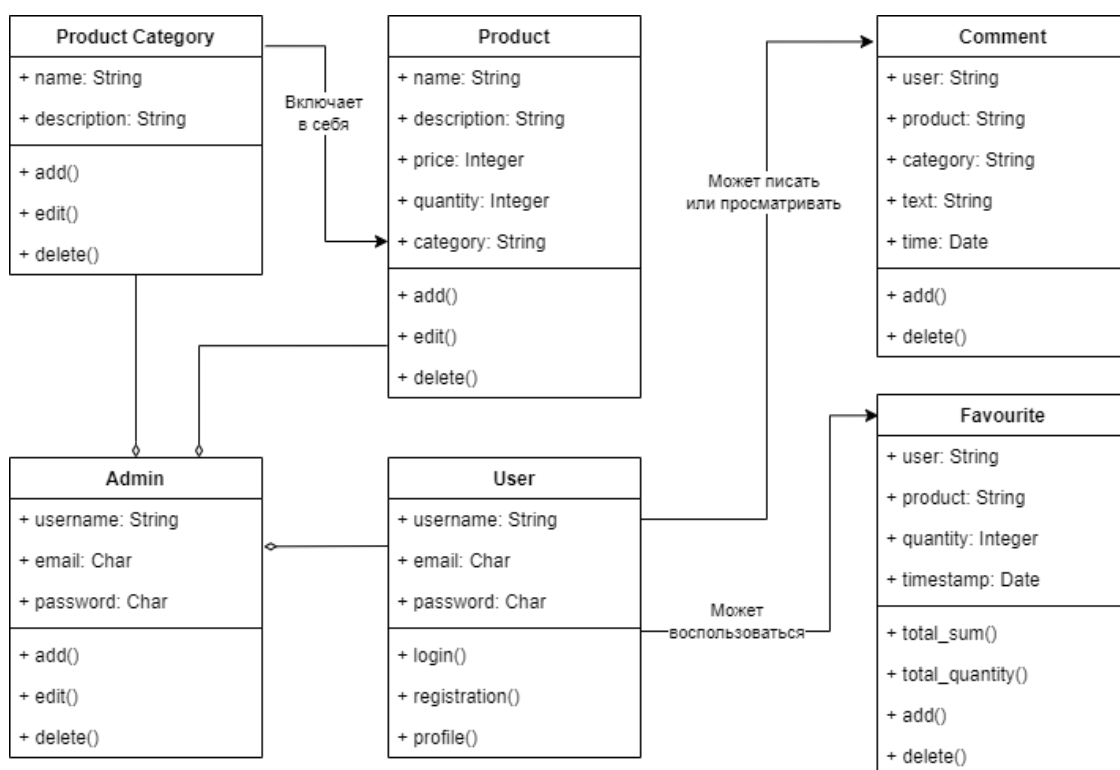 Product Category
+ name: String
+ description: String
+ add()
+ edit()
+ delete()
Включает
в себя
Product
+ name: String
+ description: String
+ price: Integer
+ quantity: Integer
+ category: String
+ add()
+ edit()
+ delete()
Может писать
или просматривать
Comment
+ user: String
+ product: String
+ category: String
+ text: String
+ time: Date
+ add()
+ delete()
Admin
+ username: String
+ email: Char
+ password: Char
+ add()
+ edit()
+ delete()
User
+ username: String
+ email: Char
+ password: Char
+ login()
+ registration()
+ profile()
Может
воспользоваться
Favourite
+ user: String
+ product: String
+ quantity: Integer
+ timestamp: Date
+ total_sum()
+ total_quantity()
+ add()
+ delete()